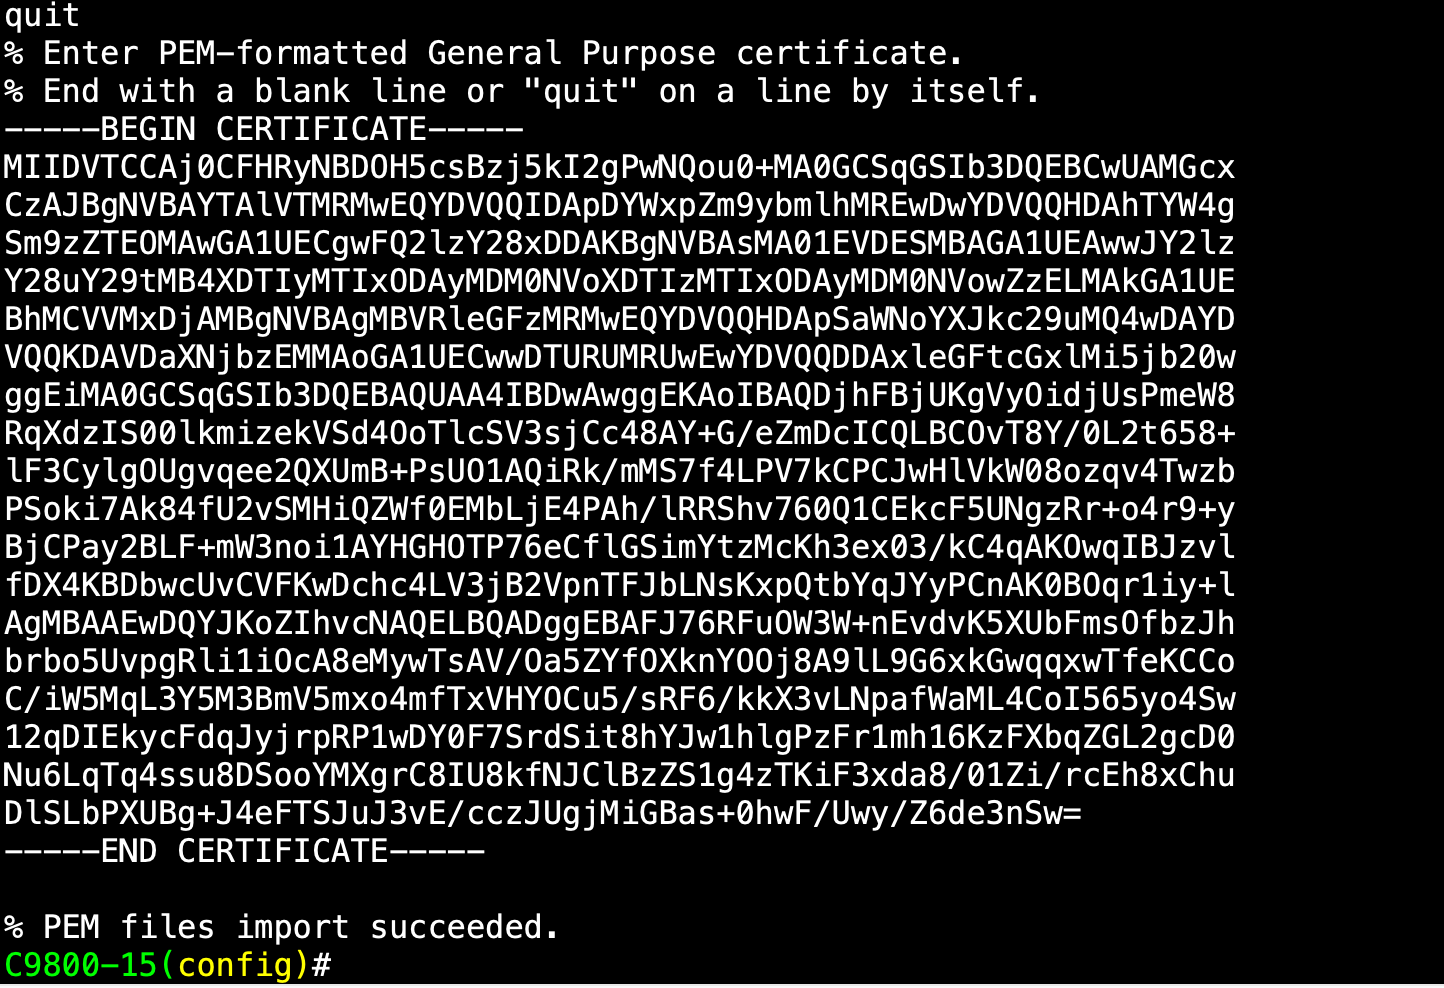 quit
% Enter PEM-formatted General Purpose certificate.
% End with a blank line or "quit" on a line by itself.
-----BEGIN CERTIFICATE-----
MIIDVTCCAj0CFHRyNBDOH5csBzj5kI2gPwNQou0+MA0GCSqGSIb3DQEBCwUAMGcx
CzAJBgNVBAYTAlVTMRMwEQYDVQQIDApDYWxpZm9ybmlhMREwDwYDVQQHDAhTYW4g
Sm9zZTEOMAwGA1UECgwFQ2lzY28xDDAKBgNVBAsMA01EVDESMBAGA1UEAwwJY2lz
Y28uY29tMB4XDTIyMTIxODAyMDM0NVoXDTIzMTIxODAyMDM0NVowZzELMAkGA1UE
BhMCVVMxDjAMBgNVBAgMBVRleGFzMRMwEQYDVQQHDApSaWNoYXJkc29uMQ4wDAYD
VQQKDAVDaXNjbzEMMAoGA1UECwwDTURUMRUwEwYDVQQDDAxleGFtcGxlMi5jb20w
ggEiMA0GCSqGSIb3DQEBAQUAA4IBDwAwggEKAoIBAQDjhFBjUKgVyOidjUsPmeW8
RqXdzIS00lkmizekVSd4OoTlcSV3sjCc48AY+G/eZmDcICQLBCOvT8Y/0L2t658+
lF3CylgOUgvqee2QXUmB+PsUO1AQiRk/mMS7f4LPV7kCPCJwHlVkW08ozqv4Twzb
PSoki7Ak84fU2vSMHiQZWf0EMbLjE4PAh/lRRShv760Q1CEkcF5UNgzRr+o4r9+y
BjCPay2BLF+mW3noi1AYHGHOTP76eCflGSimYtzMcKh3ex03/kC4qAKOwqIBJzvl
fDX4KBDbwcUvCVFKwDchc4LV3jB2VpnTFJbLNsKxpQtbYqJYyPCnAK0BOqr1iy+l
AgMBAAEwDQYJKoZIhvcNAQELBQADggEBAFJ76RFuOW3W+nEvdvK5XUbFmsOfbzJh
brbo5UvpgRli1iOcA8eMywTsAV/Oa5ZYfOXknYOOj8A9lL9G6xkGwqqxwTfeKCCo
C/iW5MqL3Y5M3BmV5mxo4mfTxVHYOCu5/sRF6/kkX3vLNpafWaML4CoI565yo4Sw
12qDIEkycFdqJyjrpRP1wDY0F7SrdSit8hYJw1hlgPzFr1mh16KzFXbqZGL2gcD0
Nu6LqTq4ssu8DSooYMXgrC8IU8kfNJClBzZS1g4zTKiF3xda8/01Zi/rcEh8xChu
DlSLbPXUBg+J4eFTSJuJ3vE/cczJUgjMiGBas+0hwF/Uwy/Z6de3nSw=
-----END CERTIFICATE-----
% PEM files import succeeded.
C9800-15(config)#